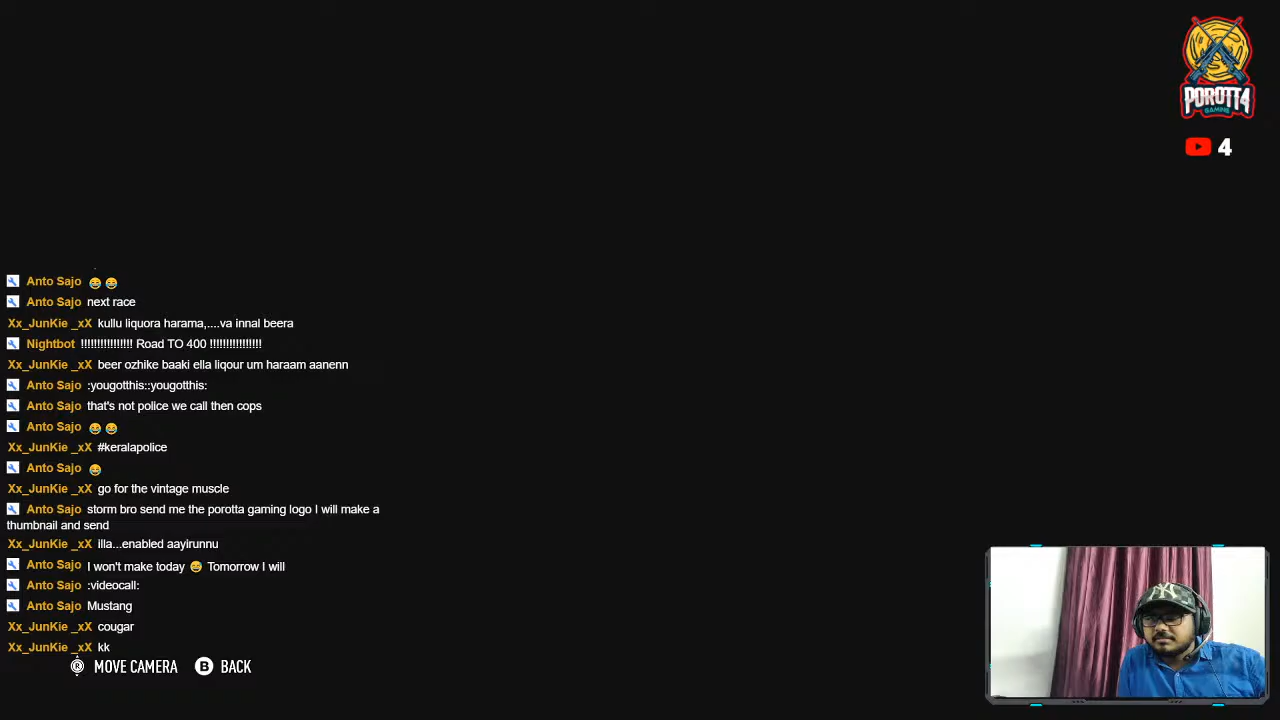 POROTT4
GAMING
4
Anto Sajo 😂 😂
Anto Sajo next race
Xx_JunKie _xX kullu liquora harama,....va innal beera
Nightbot !!!!!!!!!!!!!!!! Road TO 400 !!!!!!!!!!!!!!!!
Xx_JunKie _xX beer ozhike baaki ella liqour um haraam aanenn
Anto Sajo :yougotthis::yougotthis:
Anto Sajo that's not police we call then cops
Anto Sajo 😂 😂
Xx_JunKie _xX #keralapolice
Anto Sajo 😂
Xx_JunKie _xX go for the vintage muscle
Anto Sajo storm bro send me the porotta gaming logo I will make a
thumbnail and send
Xx_JunKie _xX illa...enabled aayirunnu
Anto Sajo I won't make today 😅 Tomorrow I will
Anto Sajo :videocall:
Anto Sajo Mustang
Xx_JunKie _xX cougar
Xx_JunKie _xX kk
R MOVE CAMERA B BACK